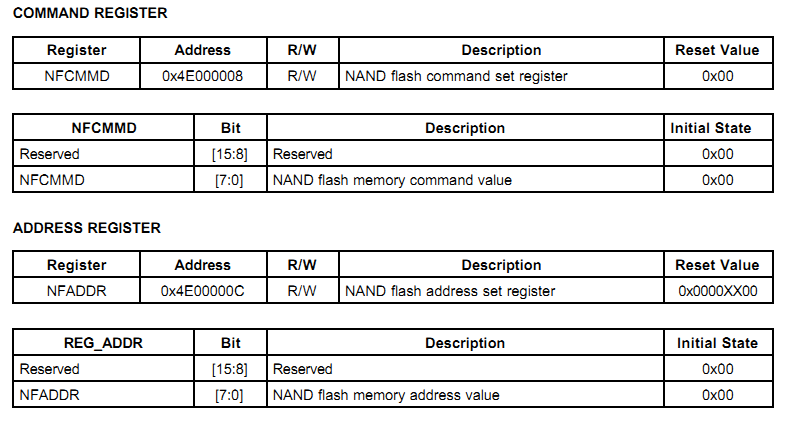 COMMAND REGISTER
Register Address R/W Description Reset Value
NFCMMD 0x4E000008 R/W NAND flash command set register 0x00
NFCMMD Bit Description Initial State
Reserved [15:8] Reserved 0x00
NFCMMD [7:0] NAND flash memory command value 0x00
ADDRESS REGISTER
Register Address R/W Description Reset Value
NFADDR 0x4E00000C R/W NAND flash address set register 0x0000XX00
REG_ADDR Bit Description Initial State
Reserved [15:8] Reserved 0x00
NFADDR [7:0] NAND flash memory address value 0x00